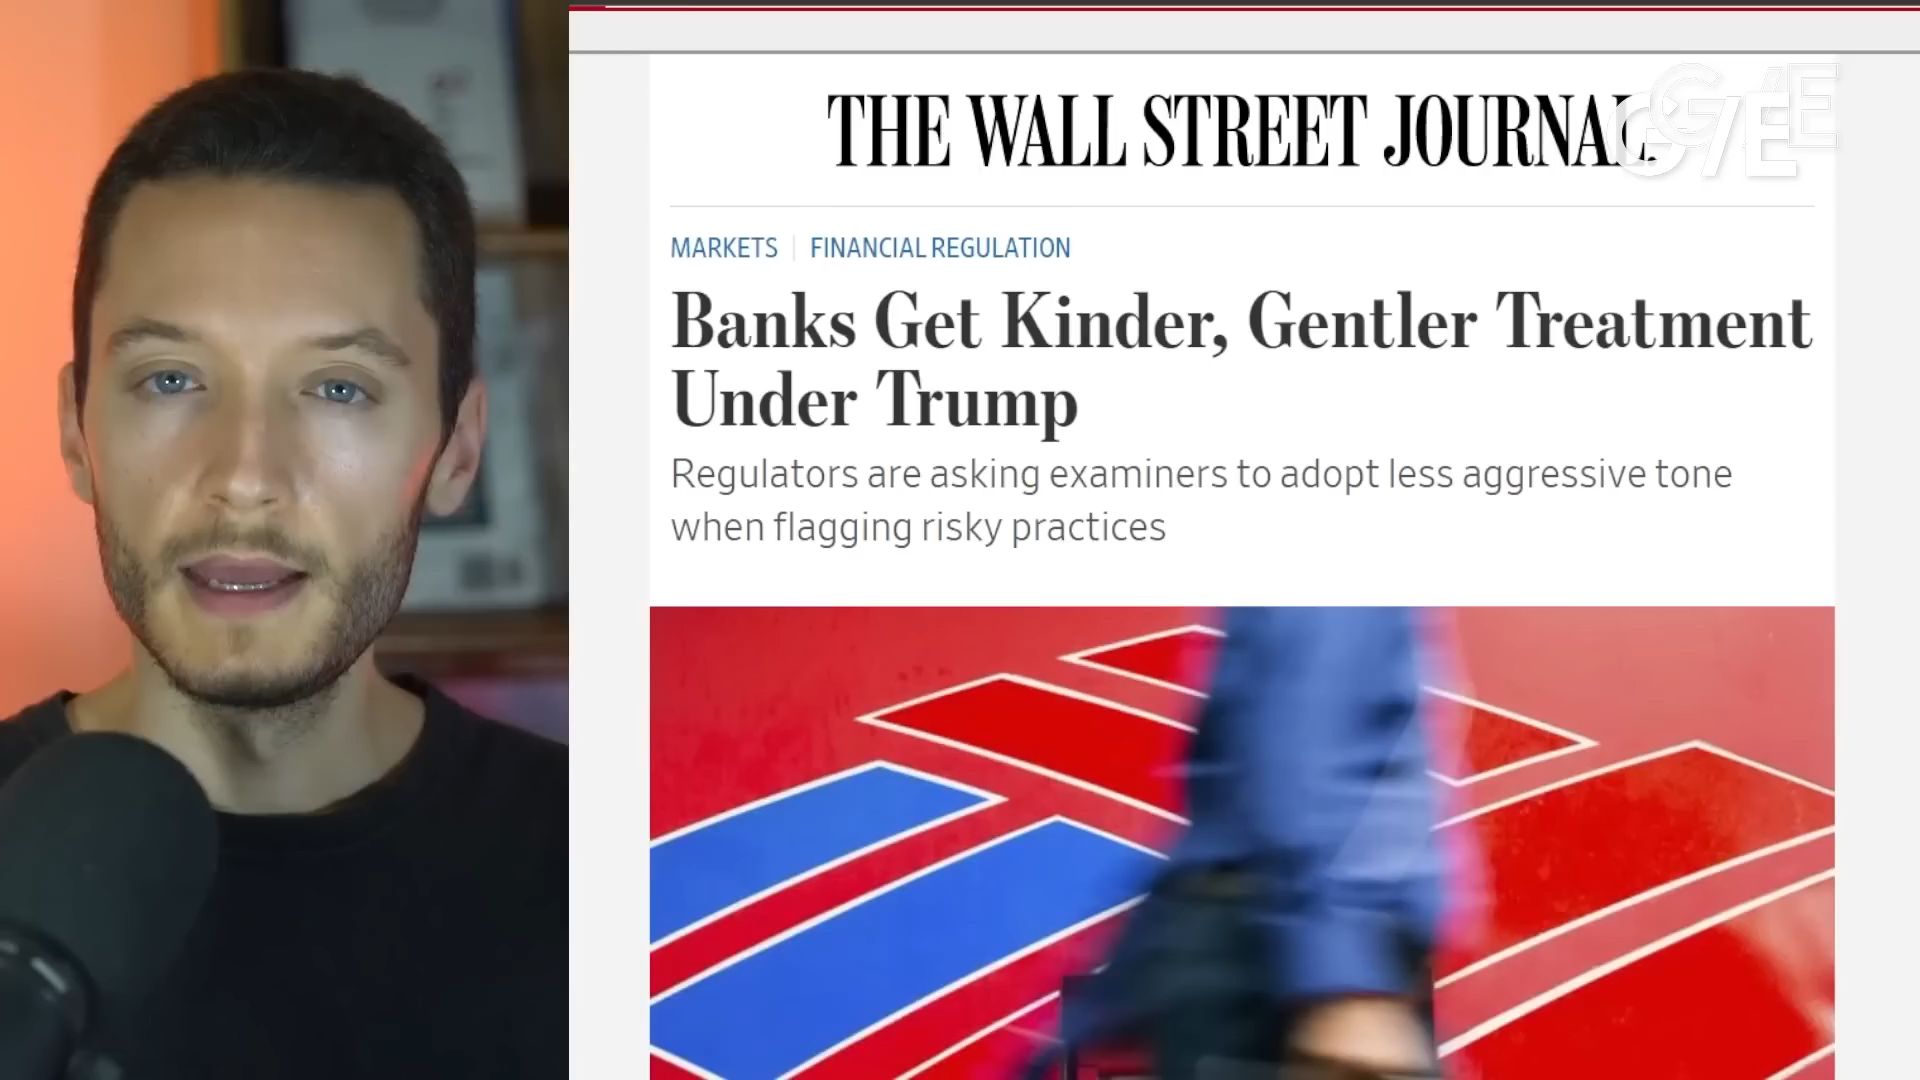 THE WALL STREET JOURNAL.
MARKETS FINANCIAL REGULATION
Banks Get Kinder, Gentler Treatment
Under Trump
Regulators are asking examiners to adopt less aggressive tone
when flagging risky practices